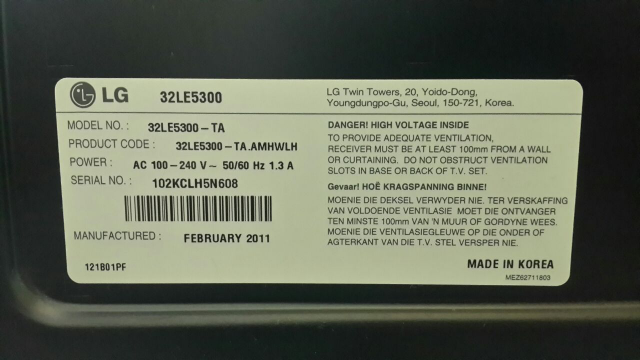 LG 32LE5300
LG Twin Towers, 20, Yoido-Dong,
Youngdungpo-Gu, Seoul, 150-721, Korea.
MODEL NO. : 32LE5300-TA
PRODUCT CODE : 32LE5300-TA.AMHWLH
POWER : AC 100-240 V~ 50/60 Hz 1.3 A
SERIAL NO. : 102KCLH5N608
MANUFACTURED : FEBRUARY 2011
121B01PF
DANGER! HIGH VOLTAGE INSIDE
TO PROVIDE ADEQUATE VENTILATION,
RECEIVER MUST BE AT LEAST 100mm FROM A WALL
OR CURTAINING. DO NOT OBSTRUCT VENTILATION
SLOTS IN BASE OR BACK OF T.V. SET.
Gevaar! HOË KRAGSPANNING BINNE!
MOENIE DIE DEKSEL VERWYDER NIE. TER VERSKAFFING
VAN VOLDOENDE VENTILASIE MOET DIE ONTVANGER
TEN MINSTE 100mm VAN 'N MUUR OF GORDYNE WEES.
MOENIE DIE VENTILASIEGLEUWE OP DIE ONDER OF
AGTERKANT VAN DIE T.V. STEL VERSPER NIE.
MADE IN KOREA
MEZ62711803